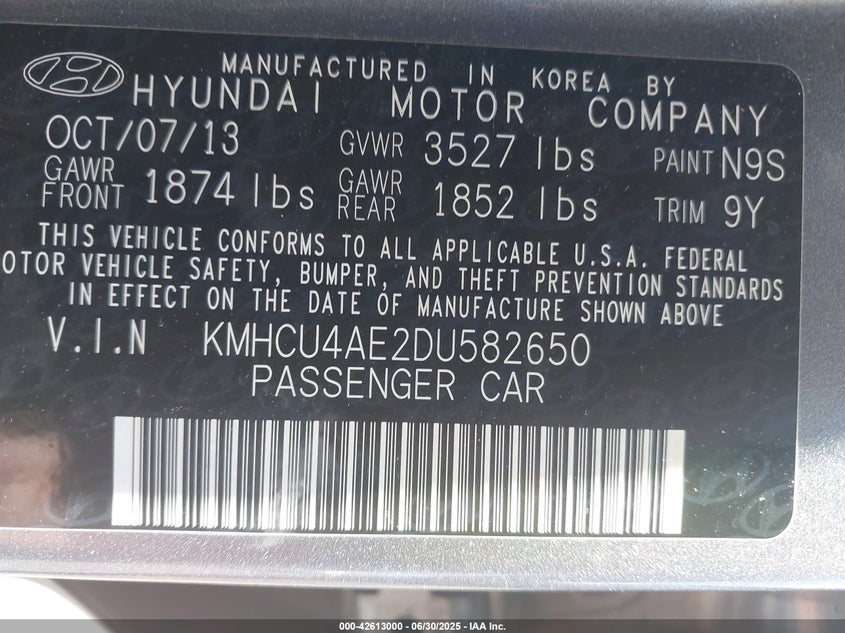 MANUFACTURED IN KOREA BY
HYUNDAI MOTOR COMPANY
OCT/07/13 GVWR 3527 lbs PAINT N9S
GAWR FRONT 1874 lbs GAWR REAR 1852 lbs TRIM 9Y
THIS VEHICLE CONFORMS TO ALL APPLICABLE U.S.A. FEDERAL
OTOR VEHICLE SAFETY, BUMPER, AND THEFT PREVENTION STANDARDS
IN EFFECT ON THE DATE OF MANUFACTURE SHOWN ABOVE
V.I.N KMHCU4AE2DU582650
PASSENGER CAR
000-42613000 - 06/30/2025 - IAA Inc.